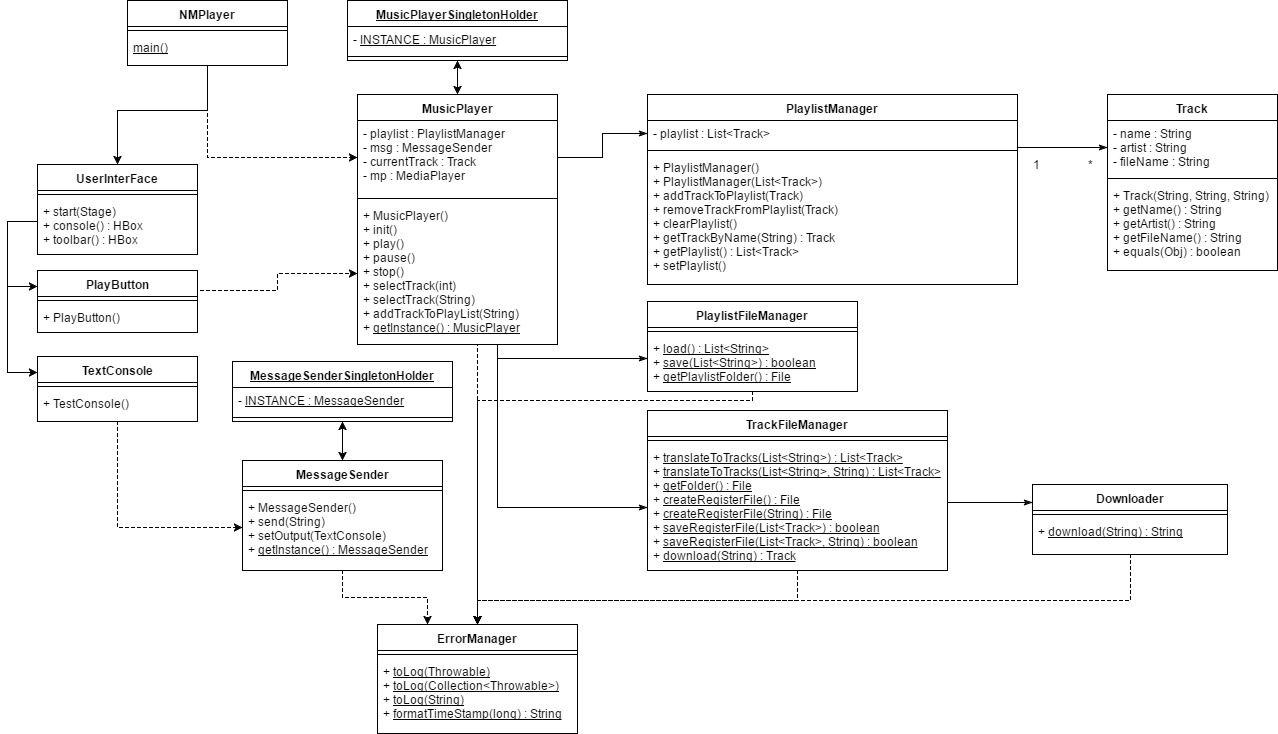 NMPlayer
main()
MusicPlayerSingletonHolder
- INSTANCE : MusicPlayer
MusicPlayer
- playlist : PlaylistManager
- msg : MessageSender
- currentTrack : Track
- mp : MediaPlayer
+ MusicPlayer()
+ init()
+ play()
+ pause()
+ stop()
+ selectTrack(int)
+ selectTrack(String)
+ addTrackToPlayList(String)
+ getInstance() : MusicPlayer
PlaylistManager
- playlist : List<Track>
+ PlaylistManager()
+ PlaylistManager(List<Track>)
+ addTrackToPlaylist(Track)
+ removeTrackFromPlaylist(Track)
+ clearPlaylist()
+ getTrackByName(String) : Track
+ getPlaylist() : List<Track>
+ setPlaylist()
1
*
Track
- name : String
- artist : String
- fileName : String
+ Track(String, String, String)
+ getName() : String
+ getArtist() : String
+ getFileName() : String
+ equals(Obj) : boolean
UserInterFace
+ start(Stage)
+ console() : HBox
+ toolbar() : HBox
PlayButton
+ PlayButton()
TextConsole
+ TestConsole()
MessageSenderSingletonHolder
- INSTANCE : MessageSender
MessageSender
+ MessageSender()
+ send(String)
+ setOutput(TextConsole)
+ getInstance() : MessageSender
PlaylistFileManager
+ load() : List<String>
+ save(List<String>) : boolean
+ getPlaylistFolder() : File
TrackFileManager
+ translateToTracks(List<String>) : List<Track>
+ translateToTracks(List<String>, String) : List<Track>
+ getFolder() : File
+ createRegisterFile() : File
+ createRegisterFile(String) : File
+ saveRegisterFile(List<Track>) : boolean
+ saveRegisterFile(List<Track>, String) : boolean
+ download(String) : Track
Downloader
+ download(String) : String
ErrorManager
+ toLog(Throwable)
+ toLog(Collection<Throwable>)
+ toLog(String)
+ formatTimeStamp(long) : String